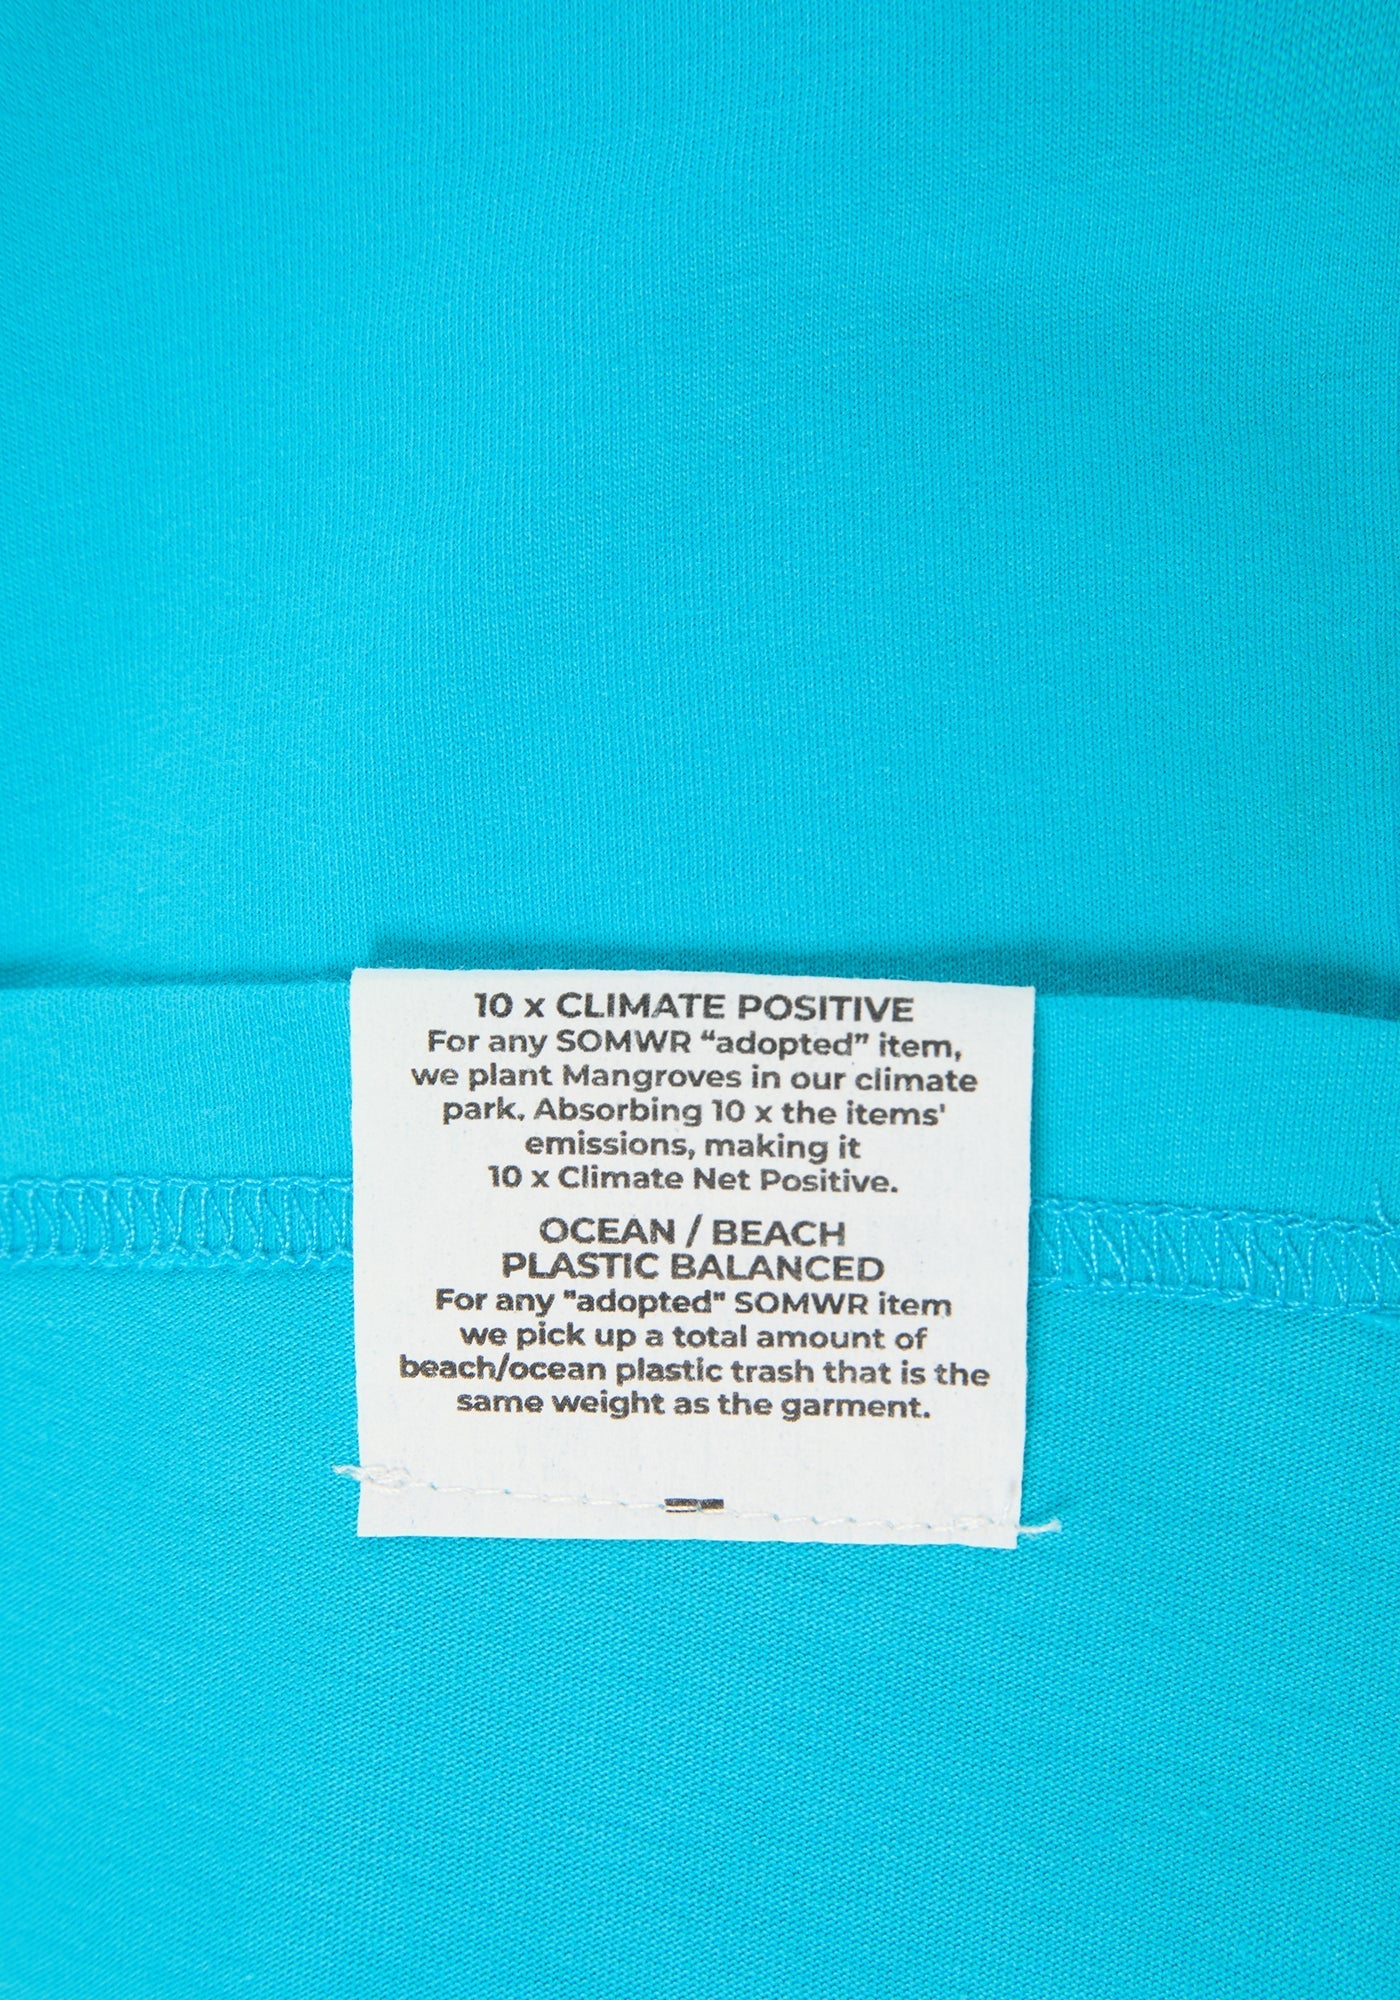 10 x CLIMATE POSITIVE
For any SOMWR “adopted” item,
we plant Mangroves in our climate
park. Absorbing 10 x the items'
emissions, making it
10 x Climate Net Positive.
OCEAN / BEACH
PLASTIC BALANCED
For any "adopted" SOMWR item
we pick up a total amount of
beach/ocean plastic trash that is the
same weight as the garment.